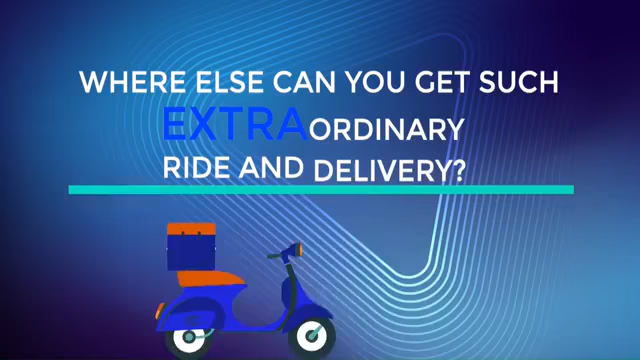 WHERE ELSE CAN YOU GET SUCH
EXTRAORDINARY
RIDE AND DELIVERY?